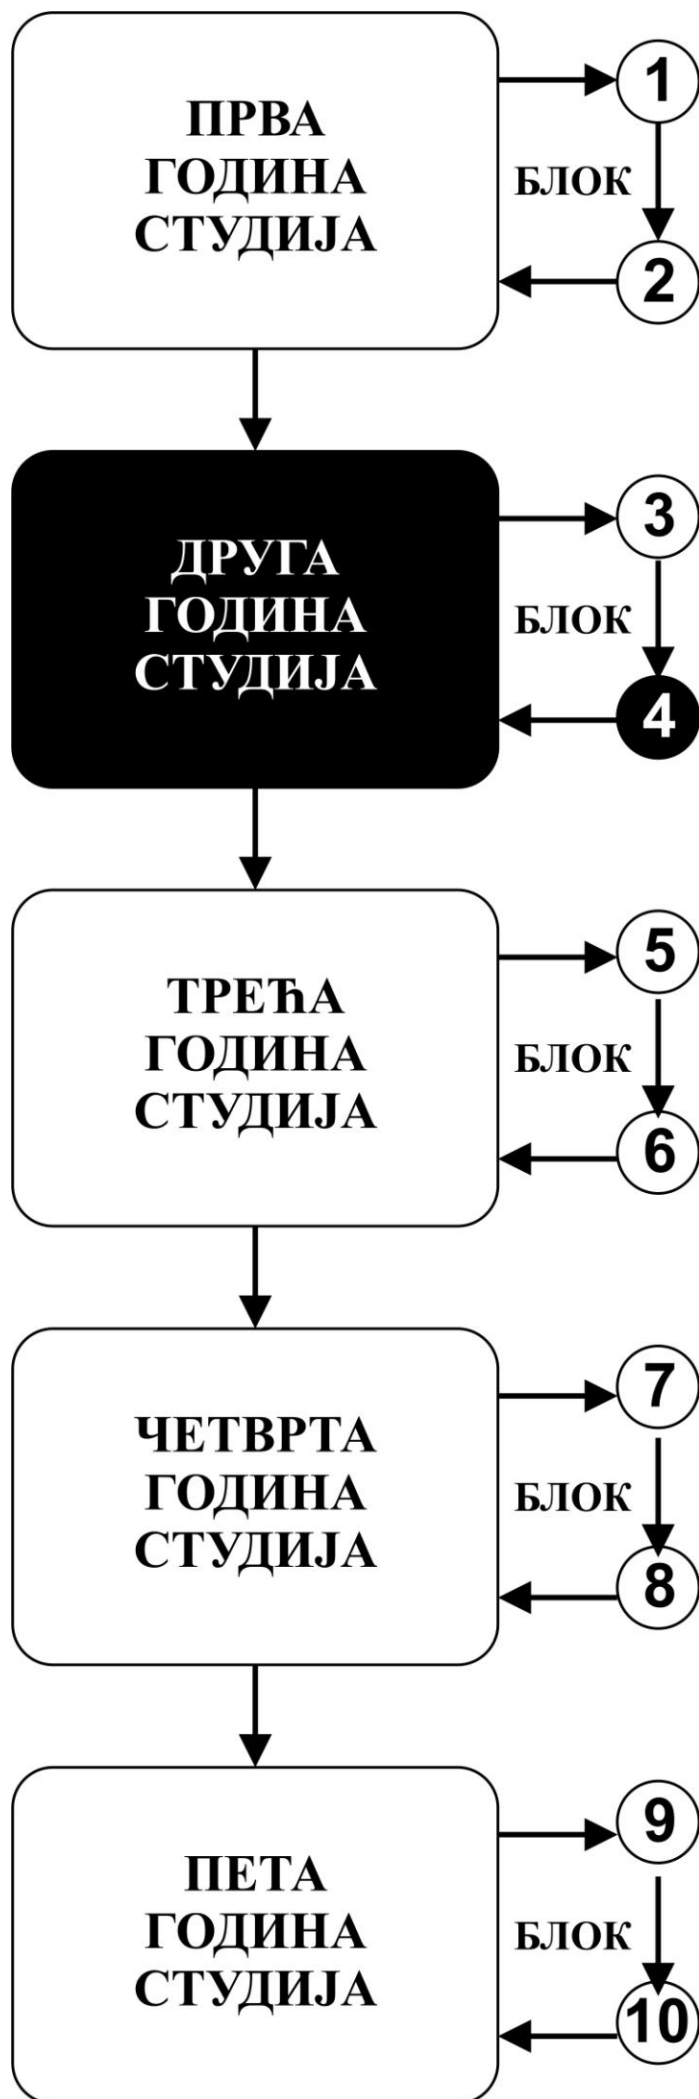 ПРВА
ГОДИНА
СТУДИЈА
1
БЛОК
2
ДРУГА
ГОДИНА
СТУДИЈА
3
БЛОК
4
ТРЕЋА
ГОДИНА
СТУДИЈА
5
БЛОК
6
ЧЕТВРТА
ГОДИНА
СТУДИЈА
7
БЛОК
8
ПЕТА
ГОДИНА
СТУДИЈА
9
БЛОК
10